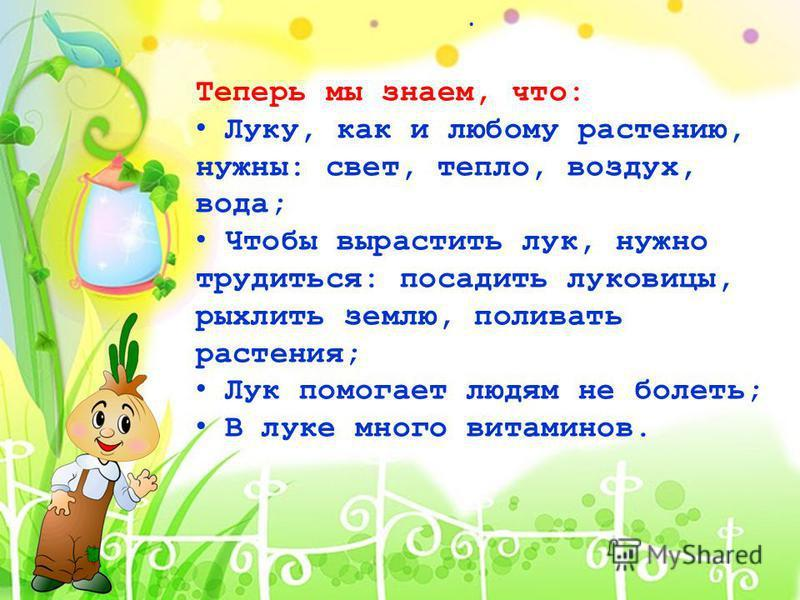 Теперь мы знаем, что:
• Луку, как и любому растению,
нужны: свет, тепло, воздух,
вода;
• Чтобы вырастить лук, нужно
трудиться: посадить луковицы,
рыхлить землю, поливать
растения;
• Лук помогает людям не болеть;
• В луке много витаминов.
MyShared